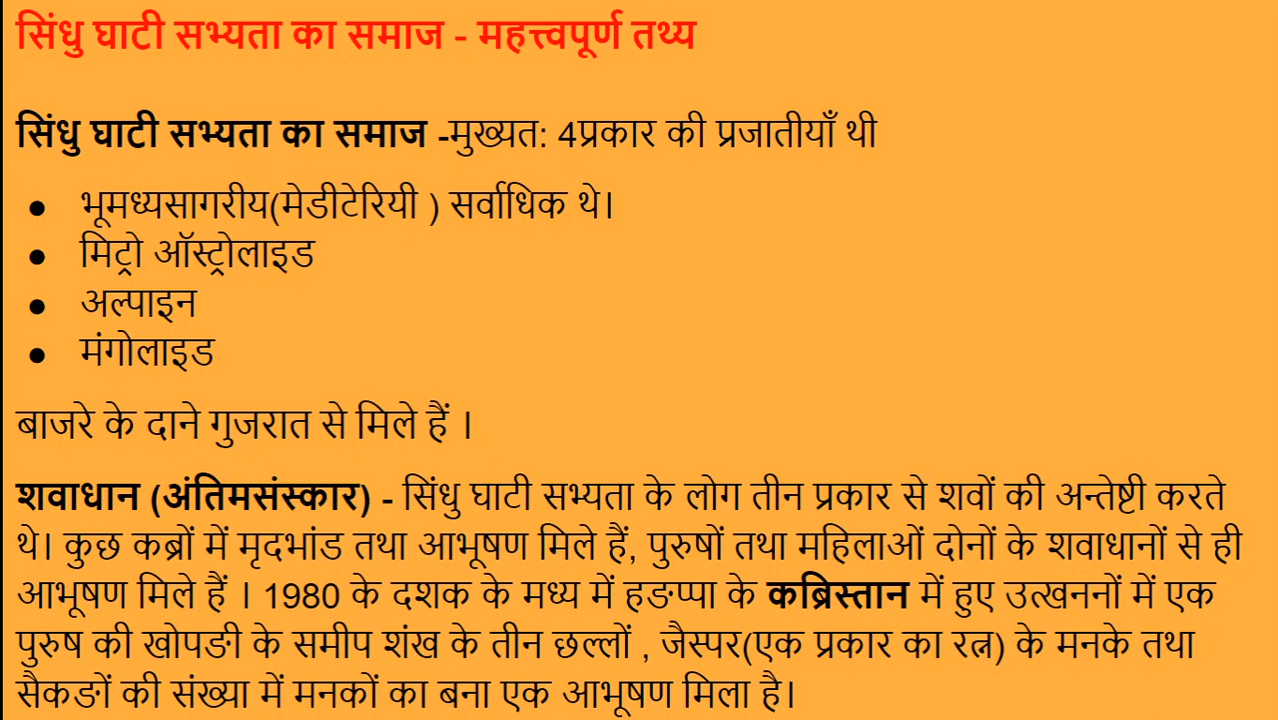 सिंधु घाटी सभ्यता का समाज - महत्त्वपूर्ण तथ्य
सिंधु घाटी सभ्यता का समाज -मुख्यत: 4प्रकार की प्रजातीयाँ थी
● भूमध्यसागरीय(मेडीटेरियी ) सर्वाधिक थे।
● मिट्रो ऑस्ट्रोलाइड
● अल्पाइन
● मंगोलाइड
बाजरे के दाने गुजरात से मिले हैं ।
शवाधान (अंतिमसंस्कार) - सिंधु घाटी सभ्यता के लोग तीन प्रकार से शवों की अन्तेष्टी करते
थे। कुछ कब्रों में मृदभांड तथा आभूषण मिले हैं, पुरुषों तथा महिलाओं दोनों के शवाधानों से ही
आभूषण मिले हैं । 1980 के दशक के मध्य में हङप्पा के कब्रिस्तान में हुए उत्खननों में एक
पुरुष की खोपङी के समीप शंख के तीन छल्लों , जैस्पर(एक प्रकार का रत्न) के मनके तथा
सैकङों की संख्या में मनकों का बना एक आभूषण मिला है।